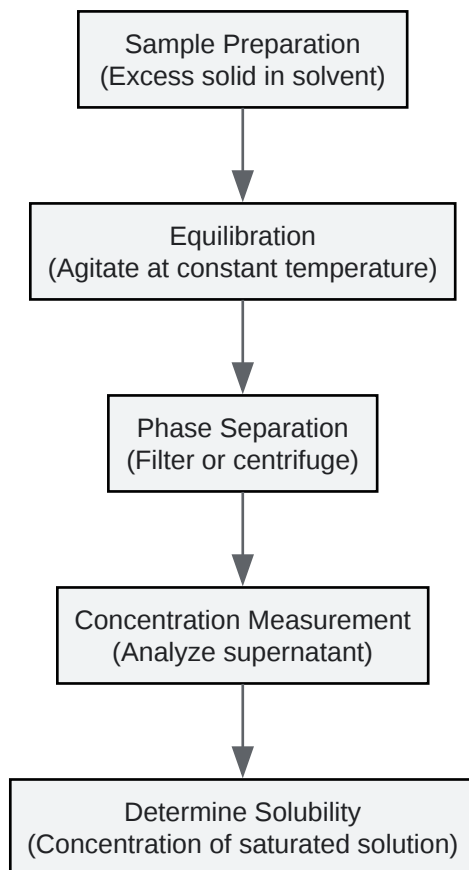 Sample Preparation
(Excess solid in solvent)
Equilibration
(Agitate at constant temperature)
Phase Separation
(Filter or centrifuge)
Concentration Measurement
(Analyze supernatant)
Determine Solubility
(Concentration of saturated solution)